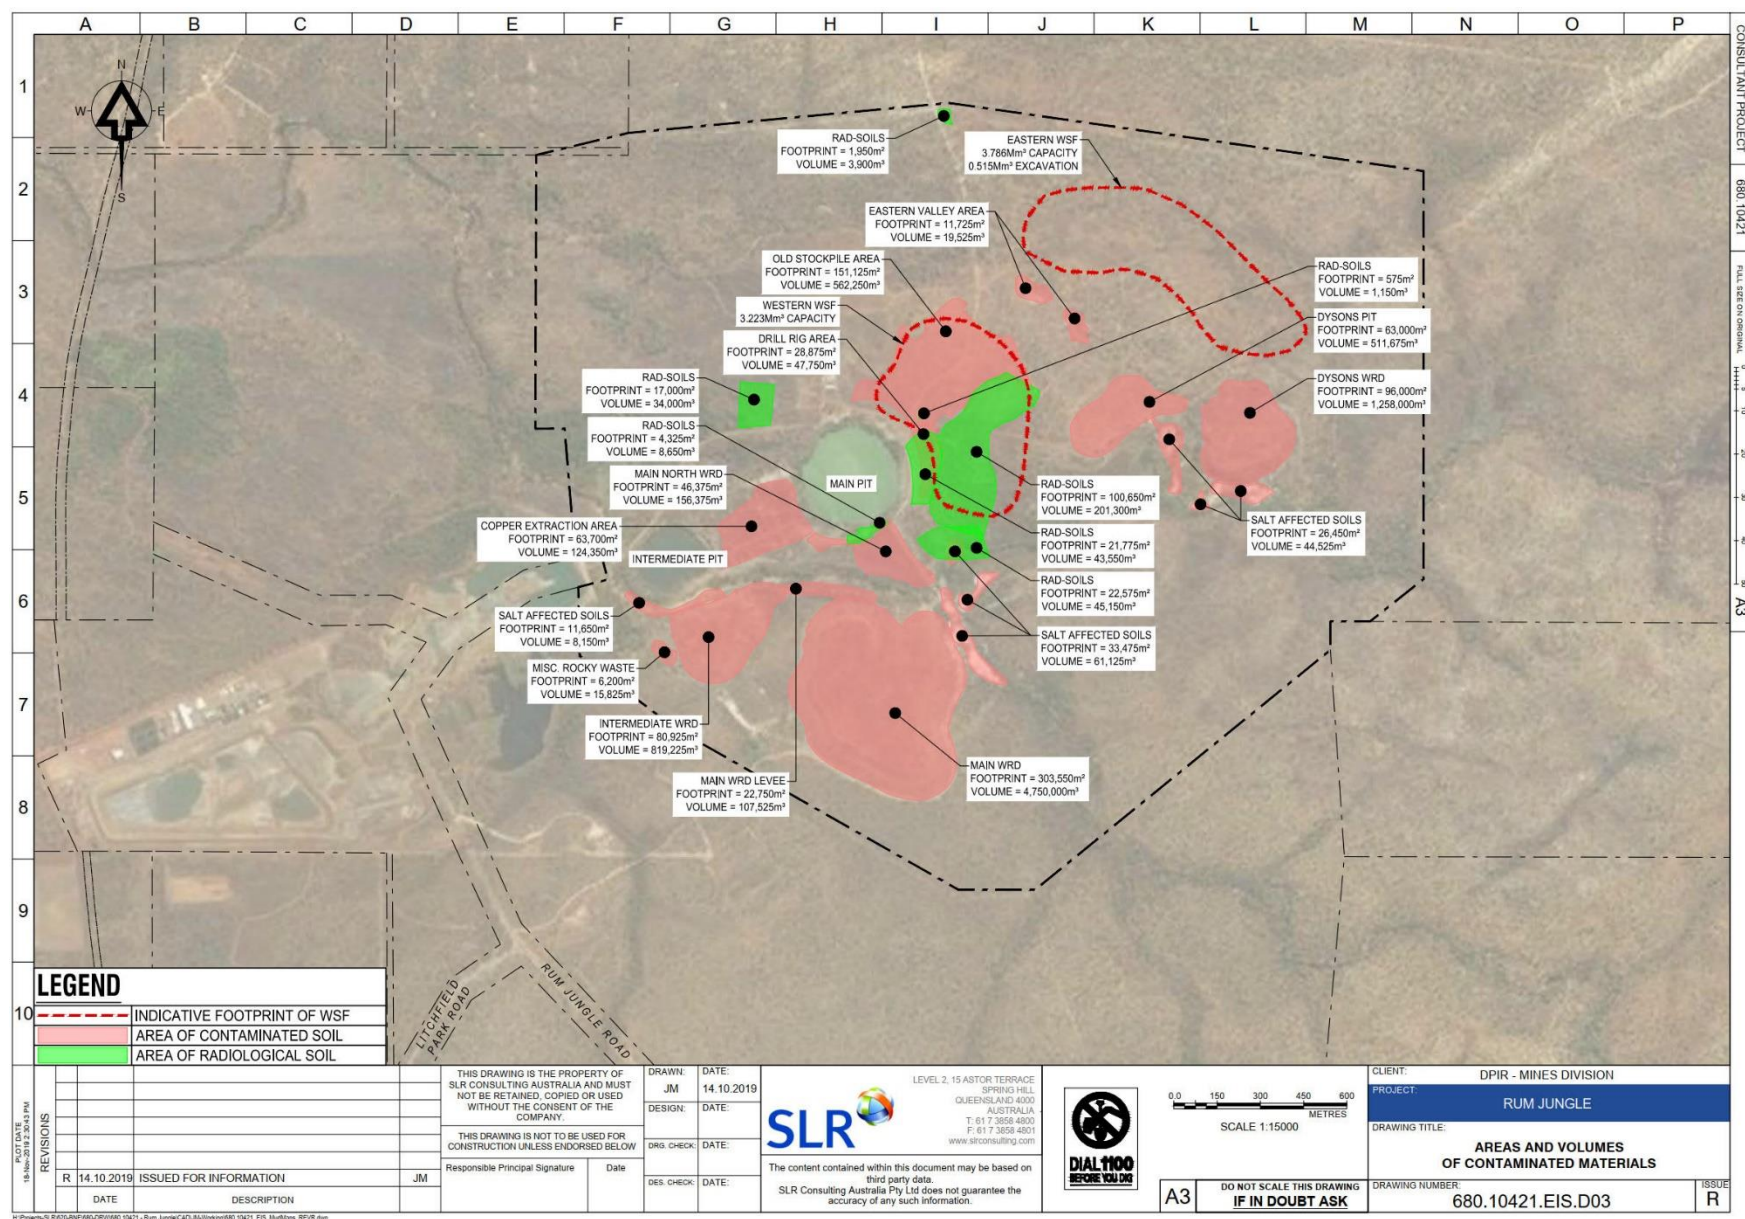 A B C D E F G H I J K L M N O P
1
2
3
4
5
6
7
8
9
10
N
W
E
S
RAD-SOILS
FOOTPRINT = 1,950m²
VOLUME = 3,900m³
EASTERN WSF
3.786Mm³ CAPACITY
0.515Mm³ EXCAVATION
EASTERN VALLEY AREA
FOOTPRINT = 11,725m²
VOLUME = 19,525m³
OLD STOCKPILE AREA
FOOTPRINT = 151,125m²
VOLUME = 562,250m³
WESTERN WSF
3.223Mm³ CAPACITY
DRILL RIG AREA
FOOTPRINT = 28,875m²
VOLUME = 47,750m³
RAD-SOILS
FOOTPRINT = 575m²
VOLUME = 1,150m³
DYSONS PIT
FOOTPRINT = 63,000m²
VOLUME = 511,675m³
DYSONS WRD
FOOTPRINT = 96,000m²
VOLUME = 1,258,000m³
RAD-SOILS
FOOTPRINT = 17,000m²
VOLUME = 34,000m³
RAD-SOILS
FOOTPRINT = 4,325m²
VOLUME = 8,650m³
MAIN NORTH WRD
FOOTPRINT = 46,375m²
VOLUME = 156,375m³
MAIN PIT
COPPER EXTRACTION AREA
FOOTPRINT = 63,700m²
VOLUME = 124,350m³
INTERMEDIATE PIT
RAD-SOILS
FOOTPRINT = 100,650m²
VOLUME = 201,300m³
RAD-SOILS
FOOTPRINT = 21,775m²
VOLUME = 43,550m³
RAD-SOILS
FOOTPRINT = 22,575m²
VOLUME = 45,150m³
SALT AFFECTED SOILS
FOOTPRINT = 26,450m²
VOLUME = 44,525m³
SALT AFFECTED SOILS
FOOTPRINT = 11,650m²
VOLUME = 8,150m³
SALT AFFECTED SOILS
FOOTPRINT = 33,475m²
VOLUME = 61,125m³
MISC. ROCKY WASTE
FOOTPRINT = 6,200m²
VOLUME = 15,825m³
INTERMEDIATE WRD
FOOTPRINT = 80,925m²
VOLUME = 819,225m³
MAIN WRD LEVEE
FOOTPRINT = 22,750m²
VOLUME = 107,525m³
MAIN WRD
FOOTPRINT = 303,550m²
VOLUME = 4,750,000m³
LITCHFIELD
PARK ROAD
RUM JUNGLE ROAD
CONSULTANT PROJECT 680.10421
FULL SIZE ON ORIGINAL
A3
LEGEND
INDICATIVE FOOTPRINT OF WSF
AREA OF CONTAMINATED SOIL
AREA OF RADIOLOGICAL SOIL
PLOT DATE
18-Nov-2019 2:30:43 PM
REVISIONS
R 14.10.2019 ISSUED FOR INFORMATION JM
DATE DESCRIPTION
THIS DRAWING IS THE PROPERTY OF
SLR CONSULTING AUSTRALIA AND MUST
NOT BE RETAINED, COPIED OR USED
WITHOUT THE CONSENT OF THE
COMPANY.
THIS DRAWING IS NOT TO BE USED FOR
CONSTRUCTION UNLESS ENDORSED BELOW
Responsible Principal Signature Date
DRAWN: DATE:
JM 14.10.2019
DESIGN: DATE:
DRG. CHECK: DATE:
DES. CHECK: DATE:
SLR
LEVEL 2, 15 ASTOR TERRACE
SPRING HILL
QUEENSLAND 4000
AUSTRALIA
T: 61 7 3858 4800
F: 61 7 3858 4801
www.slrconsulting.com
The content contained within this document may be based on
third party data.
SLR Consulting Australia Pty Ltd does not guarantee the
accuracy of any such information.
DIAL 1100
BEFORE YOU DIG
0.0 150 300 450 600
METRES
SCALE 1:15000
A3
DO NOT SCALE THIS DRAWING
IF IN DOUBT ASK
CLIENT: DPIR - MINES DIVISION
PROJECT:
RUM JUNGLE
DRAWING TITLE:
AREAS AND VOLUMES
OF CONTAMINATED MATERIALS
DRAWING NUMBER:
680.10421.EIS.D03
ISSUE
R